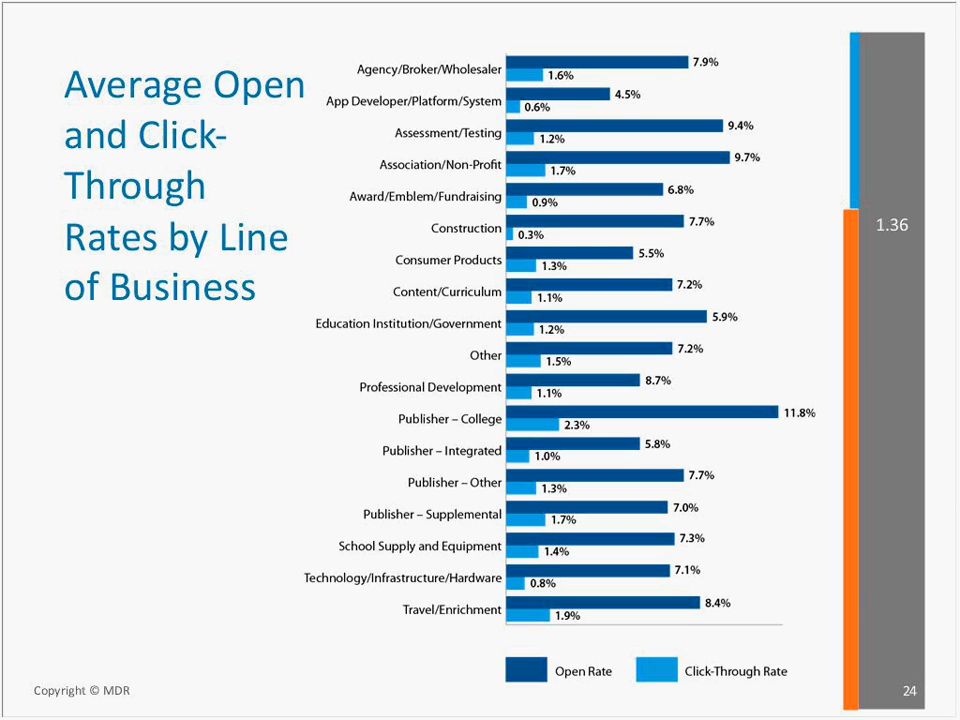 Average Open
and Click-
Through
Rates by Line
of Business
Agency/Broker/Wholesaler 7.9%
1.6%
App Developer/Platform/System 4.5%
0.6%
Assessment/Testing 9.4%
1.2%
Association/Non-Profit 9.7%
1.7%
Award/Emblem/Fundraising 6.8%
0.9%
Construction 7.7%
0.3%
Consumer Products 5.5%
1.3%
Content/Curriculum 7.2%
1.1%
Education Institution/Government 5.9%
1.2%
Other 7.2%
1.5%
Professional Development 8.7%
1.1%
Publisher – College 11.8%
2.3%
Publisher – Integrated 5.8%
1.0%
Publisher – Other 7.7%
1.3%
Publisher – Supplemental 7.0%
1.7%
School Supply and Equipment 7.3%
1.4%
Technology/Infrastructure/Hardware 7.1%
0.8%
Travel/Enrichment 8.4%
1.9%
Open Rate Click-Through Rate
1.36
Copyright © MDR
24